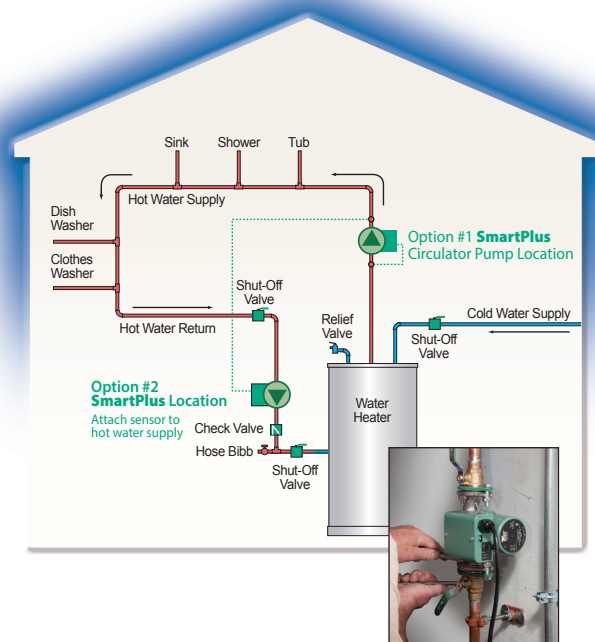 Sink
Shower
Tub
Hot Water Supply
Dish
Washer
Option #1 SmartPlus
Circulator Pump Location
Clothes
Washer
Shut-Off
Valve
Hot Water Return
Relief
Valve
Cold Water Supply
Shut-Off
Valve
Option #2
SmartPlus Location
Attach sensor to
hot water supply
Water
Heater
Check Valve
Hose Bibb
Shut-Off
Valve